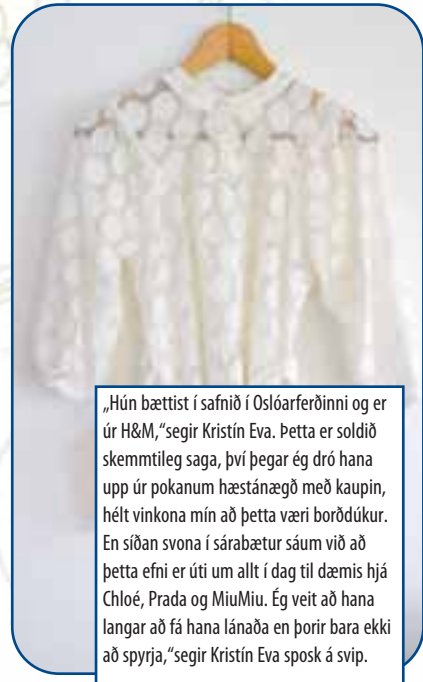 „Hún bættist í safnið í Oslóarferðinni og er
úr H&M,“segir Kristín Eva. Þetta er soldið
skemmtileg saga, því þegar ég dró hana
upp úr pokanum hæstánægð með kaupin,
hélt vinkona mín að þetta væri borðdúkur.
En síðan svona í sárabætur sáum við að
þetta efni er úti um allt í dag til dæmis hjá
Chloé, Prada og MiuMiu. Ég veit að hana
langar að fá hana lánaða en þorir bara ekki
að spyrja,“segir Kristín Eva sposk á svip.